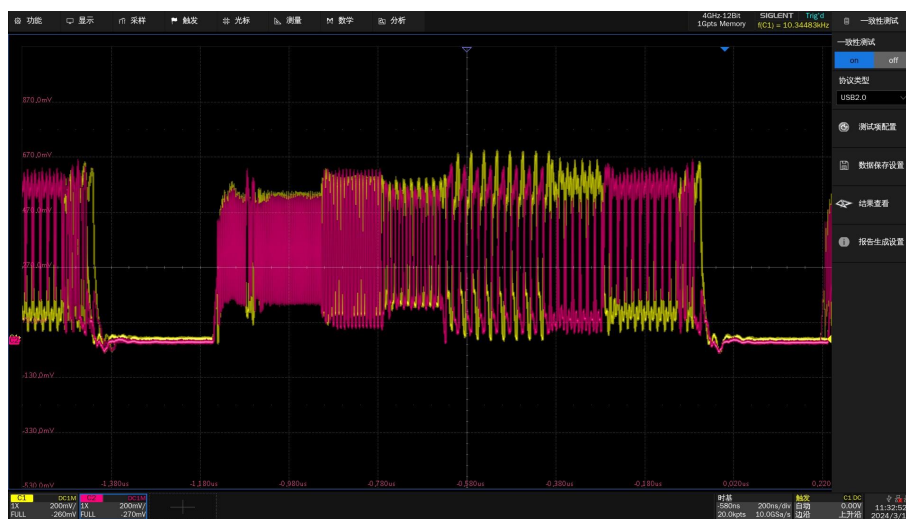 功能 显示 采样 触发 光标 测量 数学 分析
4GHz-12Bit SIGLENT Trig'd
1Gpts Memory f(C1) = 10.34483kHz
一致性测试
一致性测试
on off
协议类型
USB2.0
测试项配置
数据保存设置
结果查看
报告生成设置
870.0mV
670.0mV
470.0mV
270.0mV
-130.0mV
-330.0mV
-530.0mV
-1.380us -1.180us -0.980us -0.780us -0.580us -0.380us -0.180us 0.020us 0.220
C1 DC1M C2 DC1M
1X 200mV/ 1X 200mV/
FULL -260mV FULL -270mV
时基 触发 C1 DC
-580ns 200ns/div 自动 0.00V
20.0kpts 10.0GSa/s 边沿 上升沿
11:32:52
2024/3/1